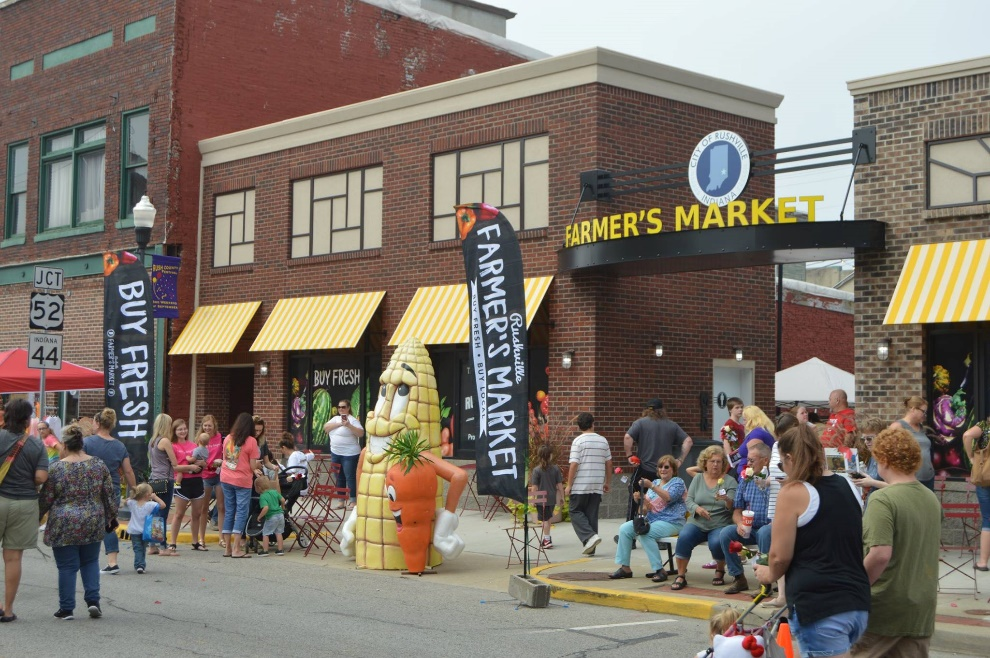 CITY OF RUSHVILLE
INDIANA
FARMER'S MARKET
JCT
52
INDIANA
44
BUY FRESH
BUY FRESH
Rushville
FARMER'S MARKET
BUY FRESH • BUY LOCAL